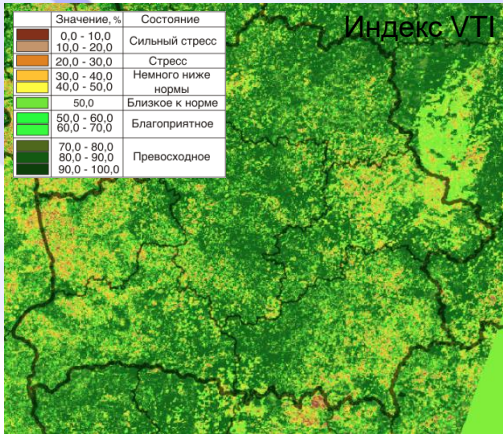 Индекс VTI
Значение, % Состояние
0,0 - 10,0
10,0 - 20,0
Сильный стресс
20,0 - 30,0 Стресс
30,0 - 40,0
40,0 - 50,0
Немного ниже
нормы
50,0 Близкое к норме
50,0 - 60,0
60,0 - 70,0
Благоприятное
70,0 - 80,0
80,0 - 90,0
90,0 - 100,0
Превосходное